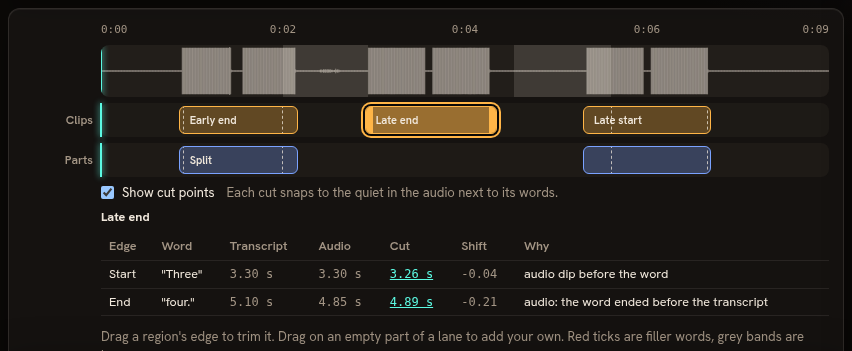 0:00 0:02 0:04 0:06 0:09
Clips Early end Late end Late start
Parts Split
Show cut points Each cut snaps to the quiet in the audio next to its words.
Late end
Edge Word Transcript Audio Cut Shift Why
Start "Three" 3.30 s 3.30 s 3.26 s -0.04 audio dip before the word
End "four." 5.10 s 4.85 s 4.89 s -0.21 audio: the word ended before the transcript
Drag a region's edge to trim it. Drag on an empty part of a lane to add your own. Red ticks are filler words, grey bands are